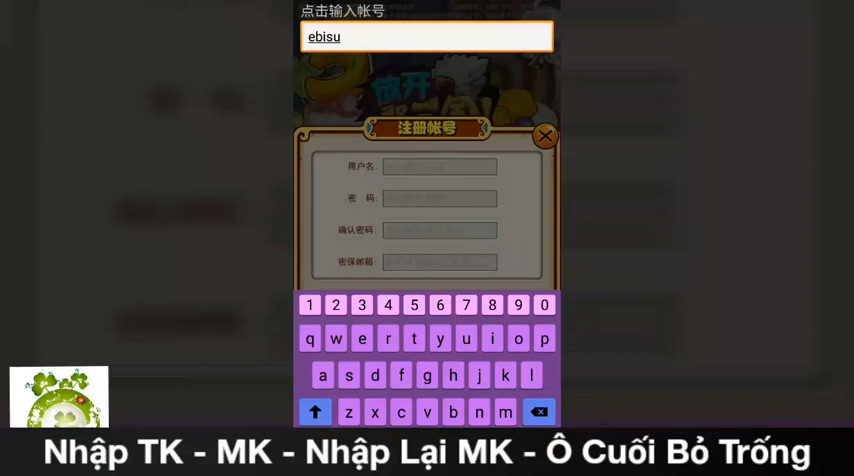 点击输入帐号
ebisu
放开
注册帐号
用户名:
密 码:
确认密码:
密保邮箱:
1 2 3 4 5 6 7 8 9 0
q w e r t y u i o p
a s d f g h j k l
z x c v b n m
Nhập TK - MK - Nhập Lại MK - Ô Cuối Bỏ Trống